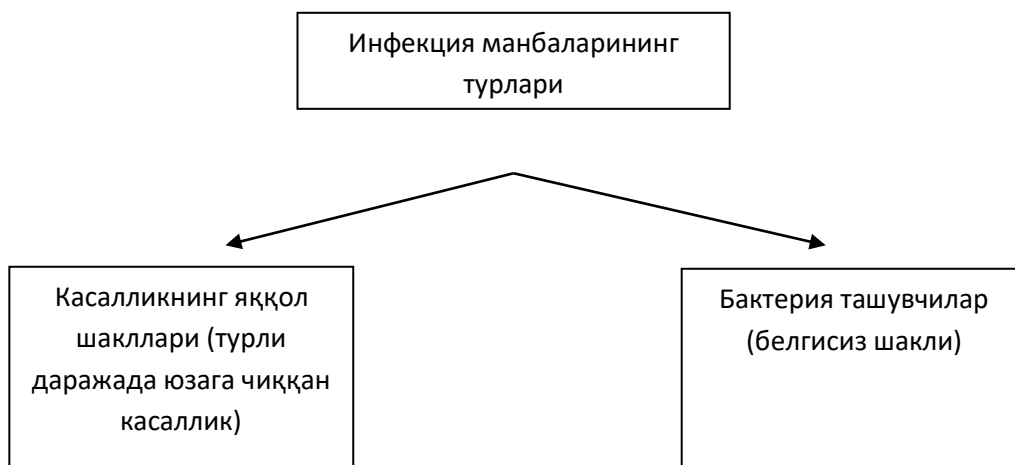 Инфекция манбаларининг
турлари
Касалликнинг яққол
шакллари (турли
даражада юзага чиққан
касаллик)
Бактерия ташувчилар
(белгисиз шакли)